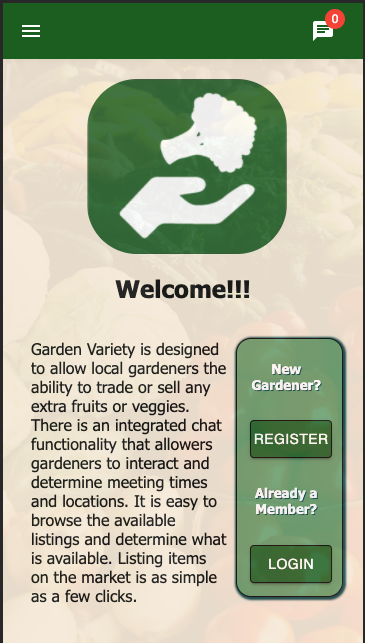 0
Welcome!!!
Garden Variety is designed
to allow local gardeners the
ability to trade or sell any
extra fruits or veggies.
There is an integrated chat
functionality that allowers
gardeners to interact and
determine meeting times
and locations. It is easy to
browse the available
listings and determine what
is available. Listing items
on the market is as simple
as a few clicks.
New
Gardener?
REGISTER
Already a
Member?
LOGIN